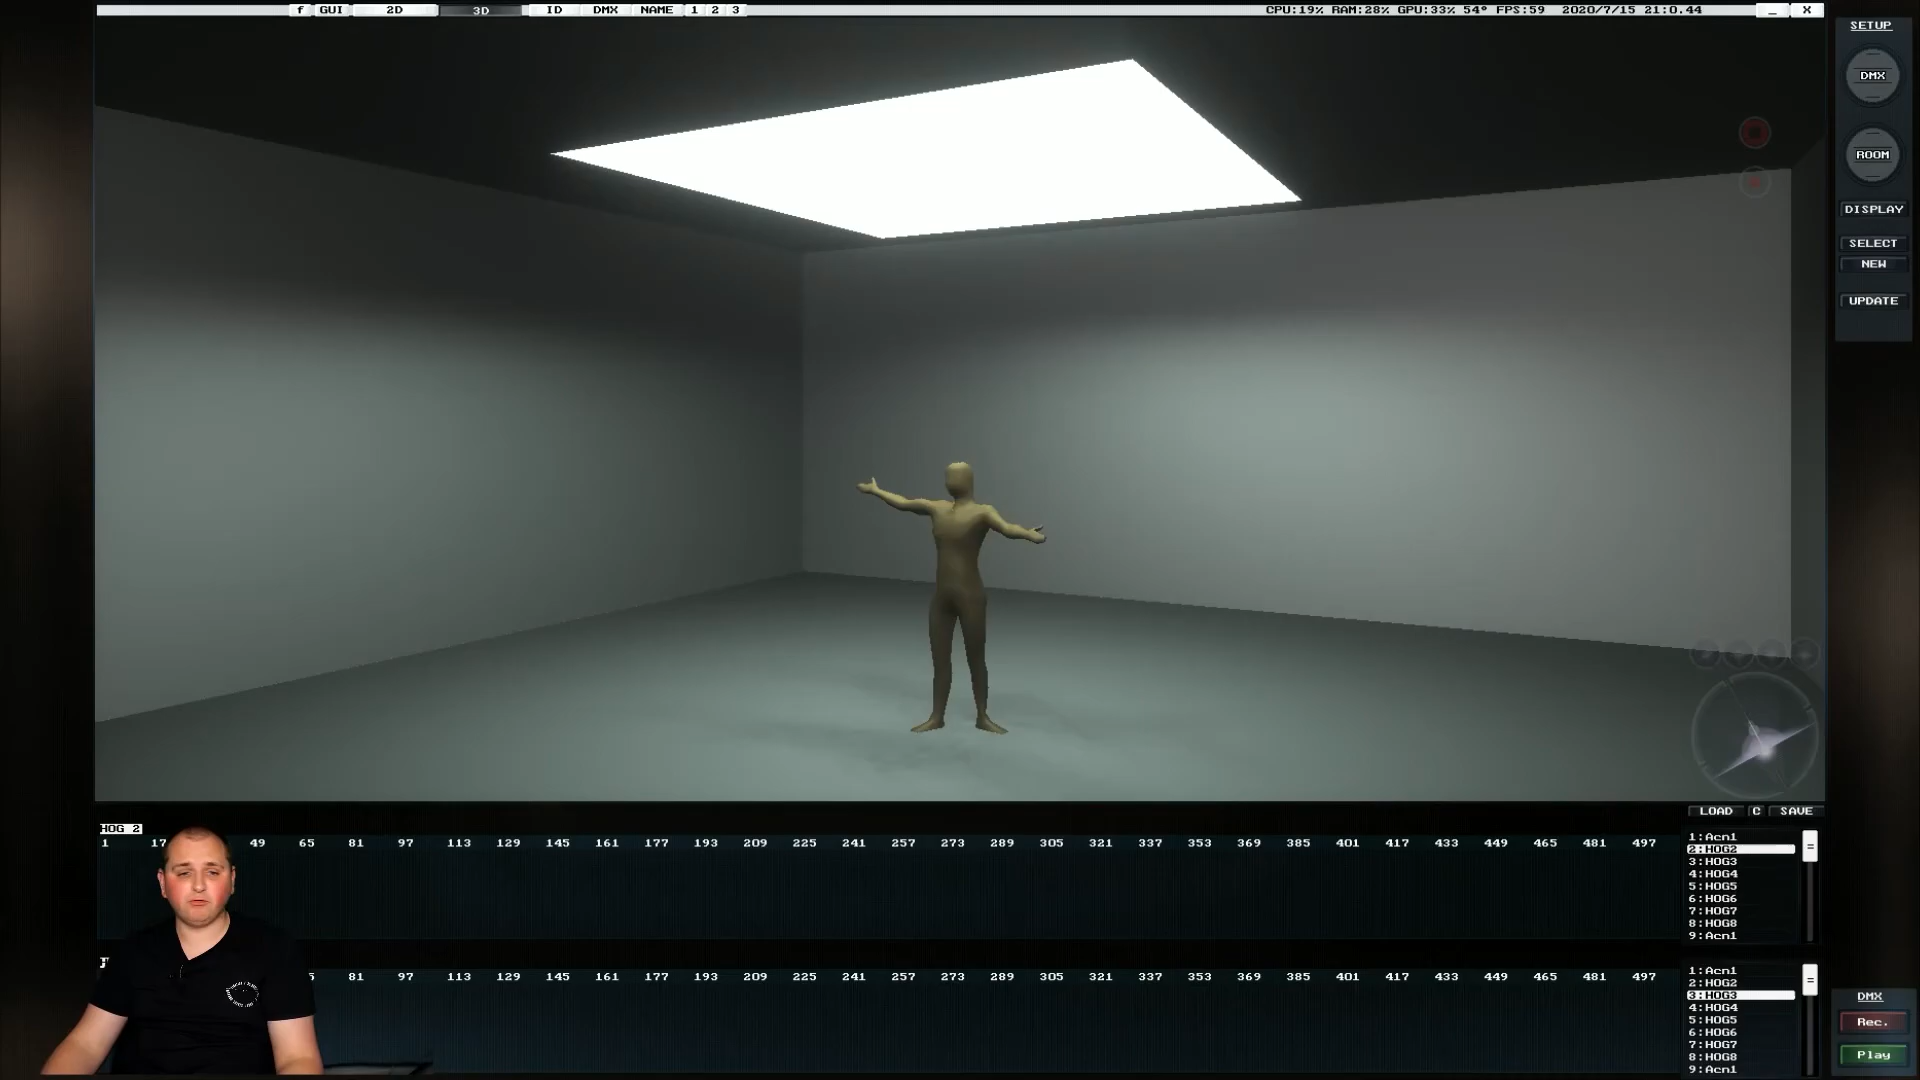 f GUI 2D 3D ID DMX NAME 1 2 3 CPU:19% RAM:28% GPU:33% 54° FPS:59 2020/7/15 21:0.44 _ X
SETUP
DMX
ROOM
DISPLAY
SELECT
NEW
UPDATE
LOAD C SAVE
HOG 2
1 17 49 65 81 97 113 129 145 161 177 193 209 225 241 257 273 289 305 321 337 353 369 385 401 417 433 449 465 481 497
1:Acn1
2:HOG2
3:HOG3
4:HOG4
5:HOG5
6:HOG6
7:HOG7
8:HOG8
9:Acn1
81 97 113 129 145 161 177 193 209 225 241 257 273 289 305 321 337 353 369 385 401 417 433 449 465 481 497
1:Acn1
2:HOG2
3:HOG3
4:HOG4
5:HOG5
6:HOG6
7:HOG7
8:HOG8
9:Acn1
DMX
Rec.
Play